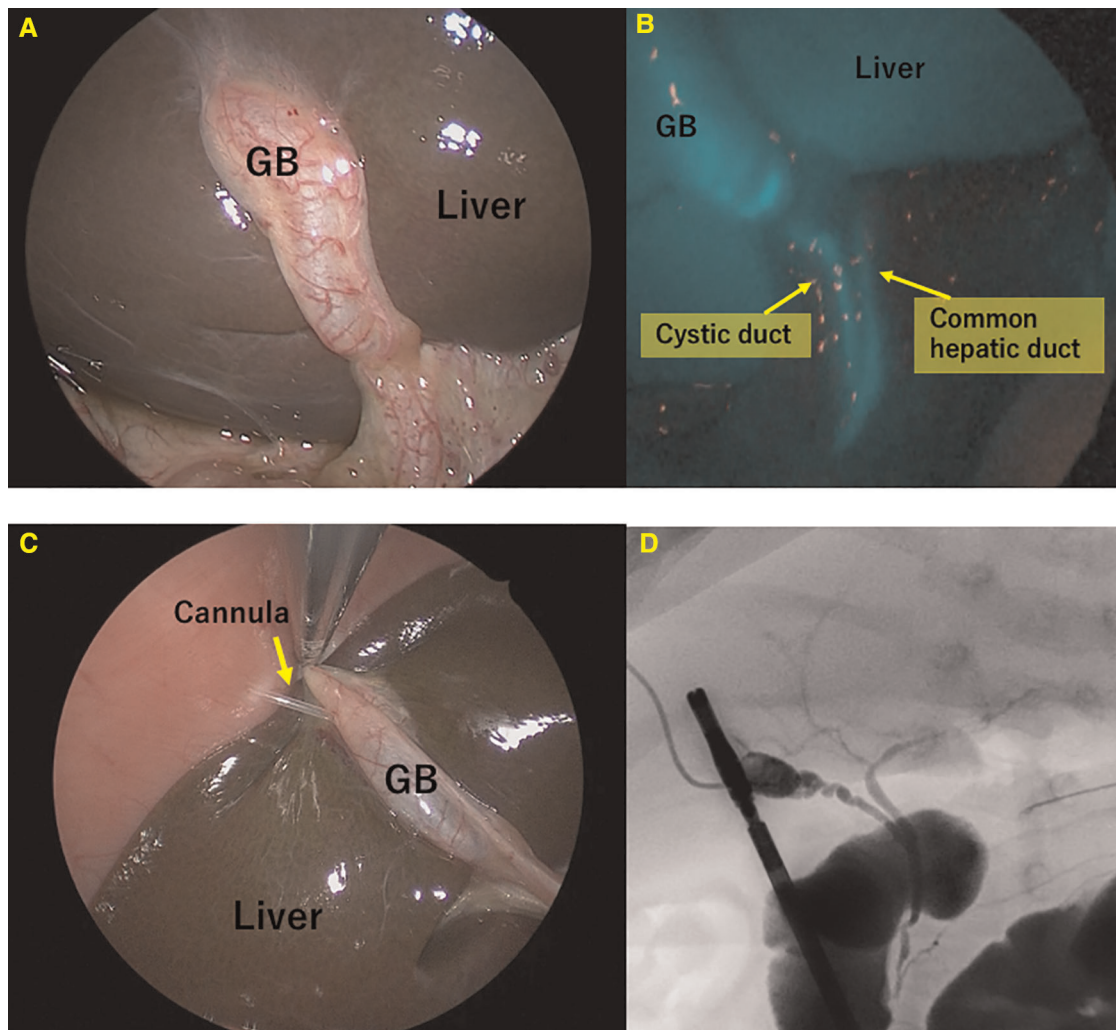 A
GB
Liver
B
Liver
GB
Cystic duct
Common
hepatic duct
C
Cannula
GB
Liver
D